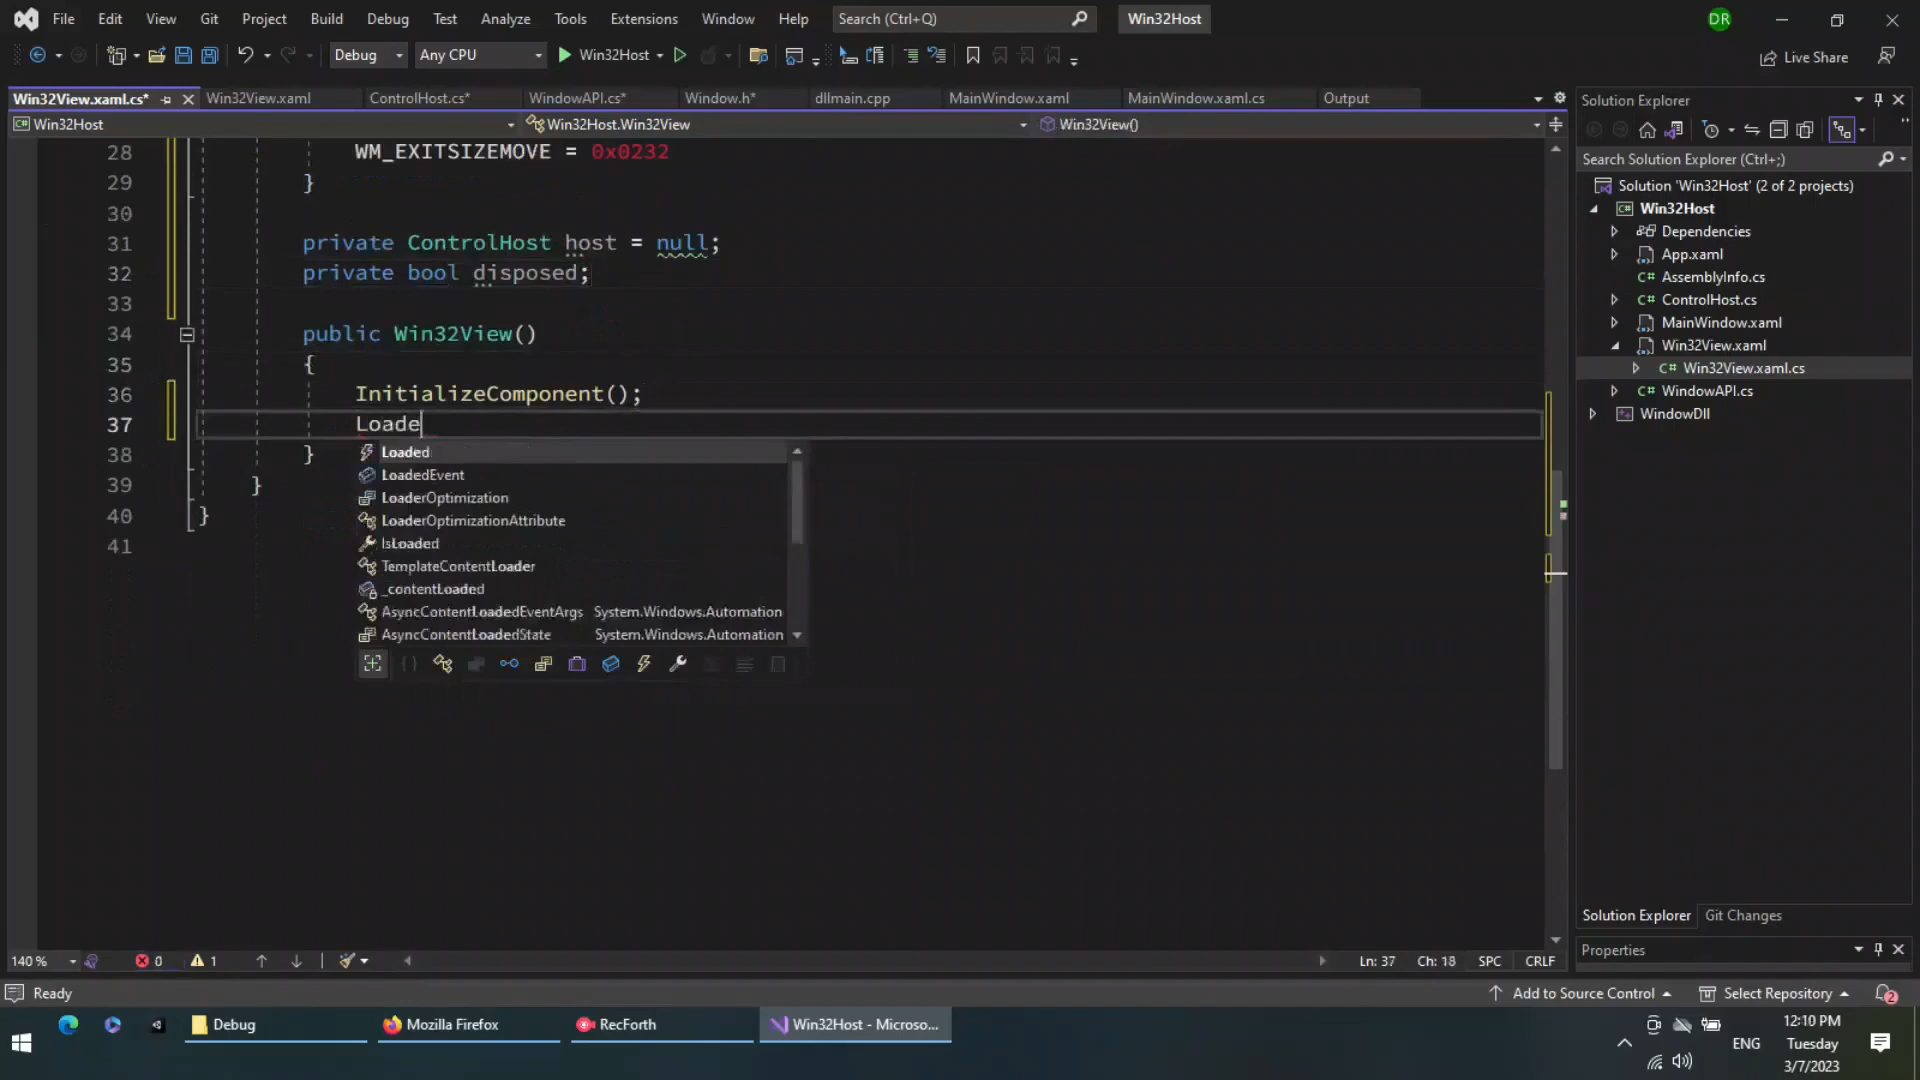 File Edit View Git Project Build Debug Test Analyze Tools Extensions Window Help Search (Ctrl+Q) Win32Host DR
Debug Any CPU Win32Host Live Share
Win32View.xaml.cs* Win32View.xaml ControlHost.cs* WindowAPI.cs* Window.h* dllmain.cpp MainWindow.xaml MainWindow.xaml.cs Output
Win32Host Win32Host.Win32View Win32View()
28 WM_EXITSIZEMOVE = 0x0232
29 }
30
31 private ControlHost host = null;
32 private bool disposed;
33
34 public Win32View()
35 {
36 InitializeComponent();
37 Loade
38 }
39 }
40 }
41
Loaded
LoadedEvent
LoaderOptimization
LoaderOptimizationAttribute
IsLoaded
TemplateContentLoader
_contentLoaded
AsyncContentLoadedEventArgs System.Windows.Automation
AsyncContentLoadedState System.Windows.Automation
Solution Explorer
Search Solution Explorer (Ctrl+;)
Solution 'Win32Host' (2 of 2 projects)
Win32Host
Dependencies
App.xaml
C# AssemblyInfo.cs
C# ControlHost.cs
MainWindow.xaml
Win32View.xaml
C# Win32View.xaml.cs
C# WindowAPI.cs
WindowDll
Solution Explorer Git Changes
Properties
140 % 0 1 Ln: 37 Ch: 18 SPC CRLF
Ready Add to Source Control Select Repository 2
Debug Mozilla Firefox RecForth Win32Host - Microso...
ENG
12:10 PM
Tuesday
3/7/2023